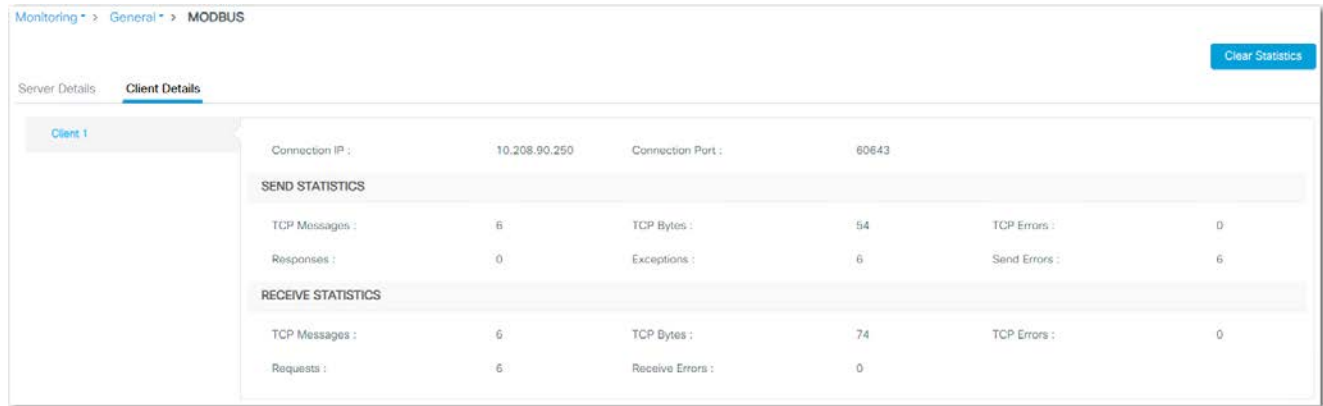 Monitoring > General > MODBUS
Clear Statistics
Server Details Client Details
Client 1
Connection IP : 10.208.90.250 Connection Port : 60643
SEND STATISTICS
TCP Messages : 6 TCP Bytes : 54 TCP Errors : 0
Responses : 0 Exceptions : 6 Send Errors : 6
RECEIVE STATISTICS
TCP Messages : 6 TCP Bytes : 74 TCP Errors : 0
Requests : 6 Receive Errors : 0